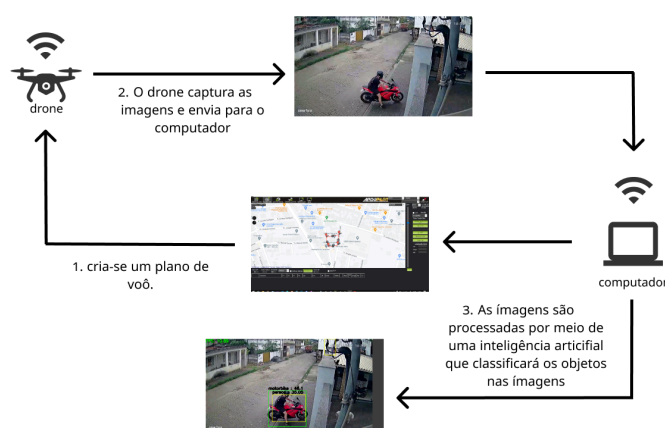 drone
2. O drone captura as
imagens e envia para o
computador
1. cria-se um plano de
voô.
computador
3. As ímagens são
processadas por meio de
uma inteligência articifial
que classificará os objetos
nas ímagens